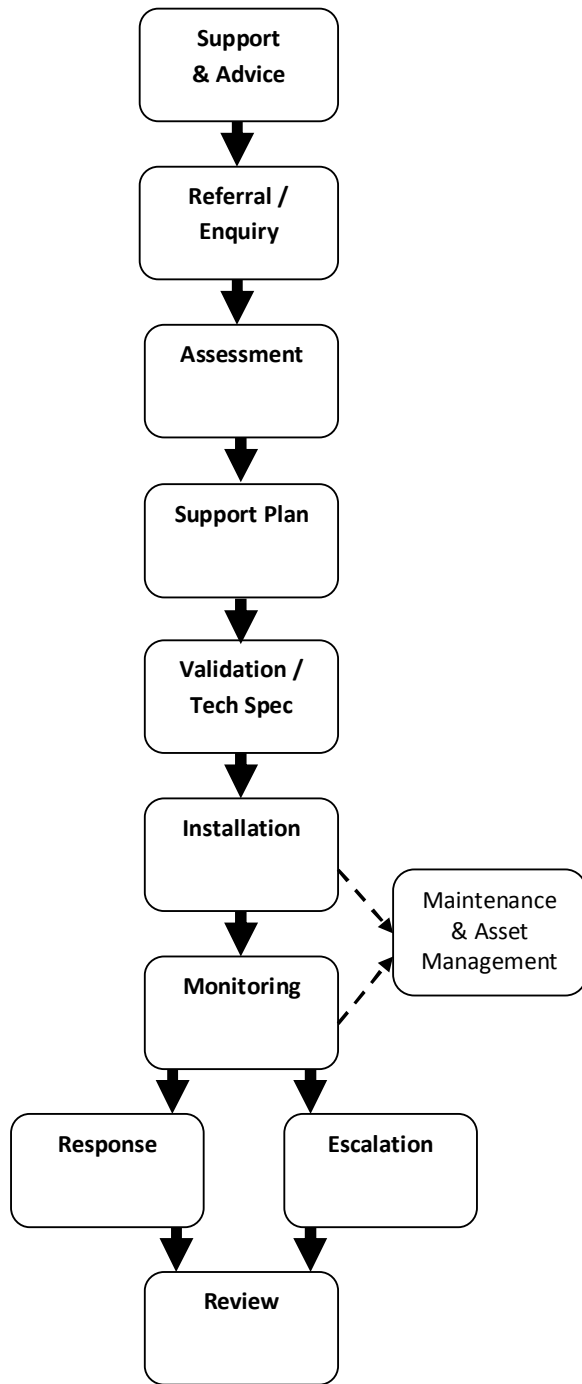 Support
& Advice
Referral /
Enquiry
Assessment
Support Plan
Validation /
Tech Spec
Installation
Maintenance
& Asset
Management
Monitoring
Response
Escalation
Review